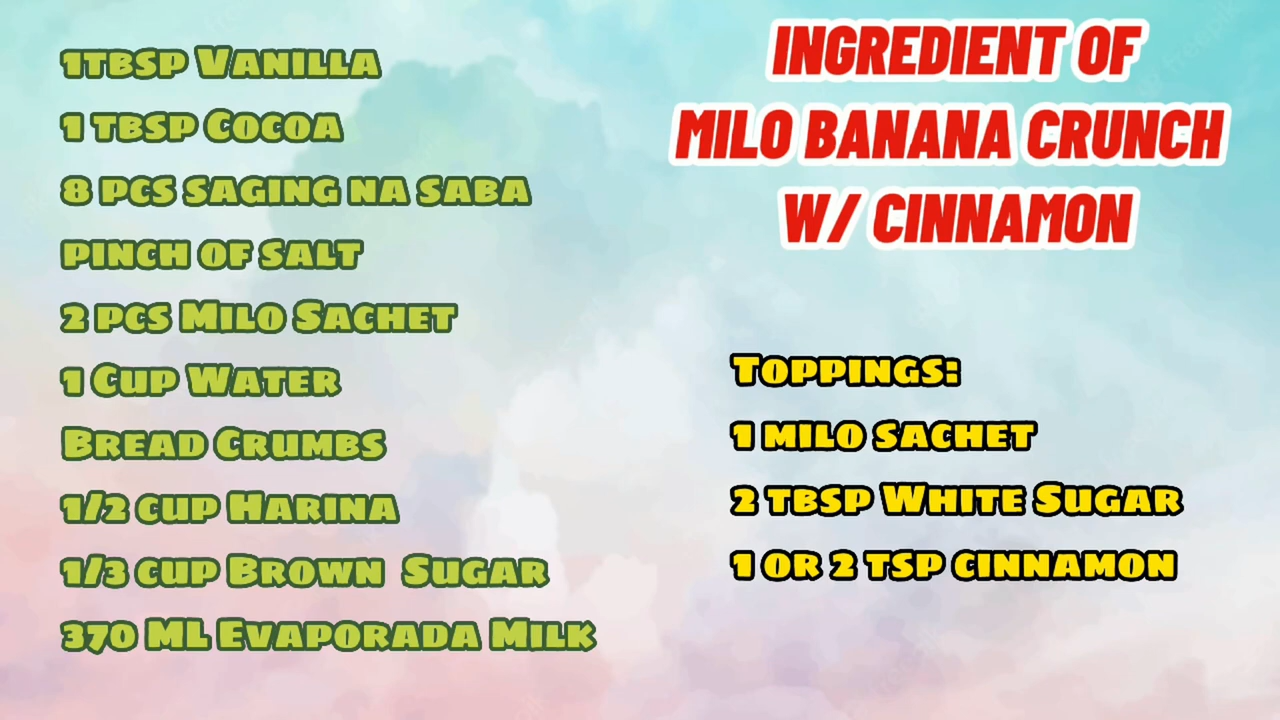 1TBSP VANILLA
1 TBSP COCOA
8 PCS SAGING NA SABA
PINCH OF SALT
2 PCS MILO SACHET
1 CUP WATER
BREAD CRUMBS
1/2 CUP HARINA
1/3 CUP BROWN SUGAR
370 ML EVAPORADA MILK
INGREDIENT OF
MILO BANANA CRUNCH
W/ CINNAMON
TOPPINGS:
1 MILO SACHET
2 TBSP WHITE SUGAR
1 OR 2 TSP CINNAMON